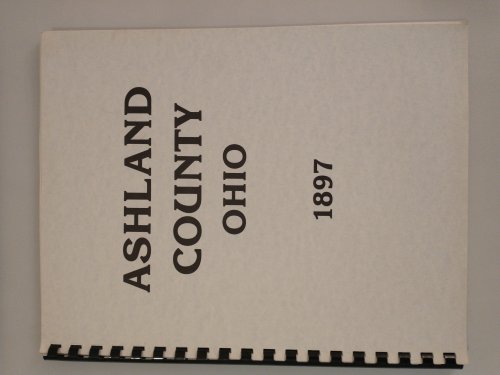 ASHLAND
COUNTY
OHIO
1897